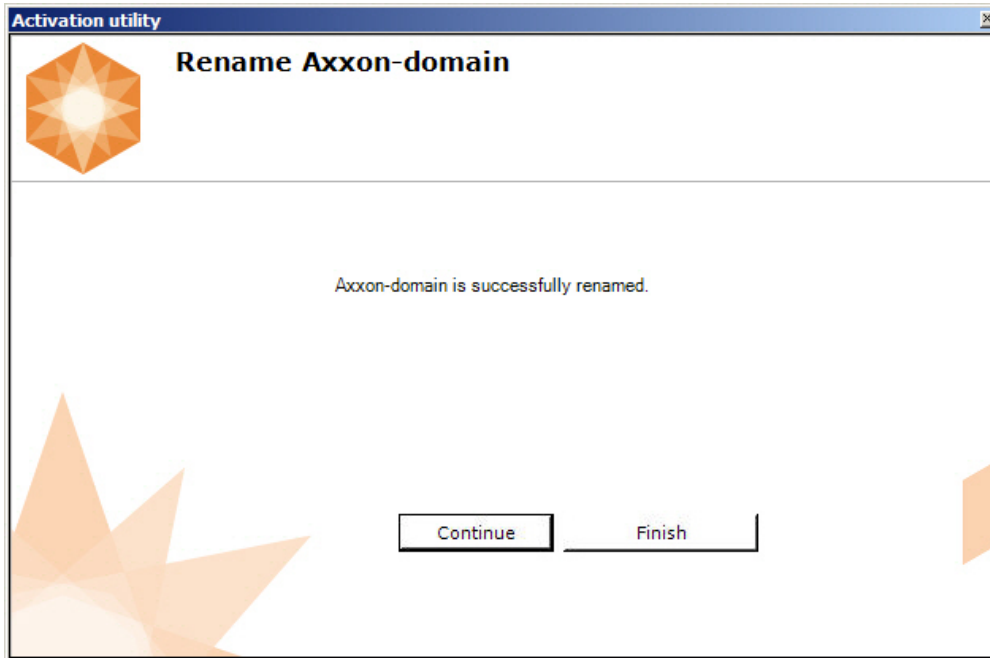 Activation utility
Rename Axxon-domain
Axxon-domain is successfully renamed.
Continue
Finish